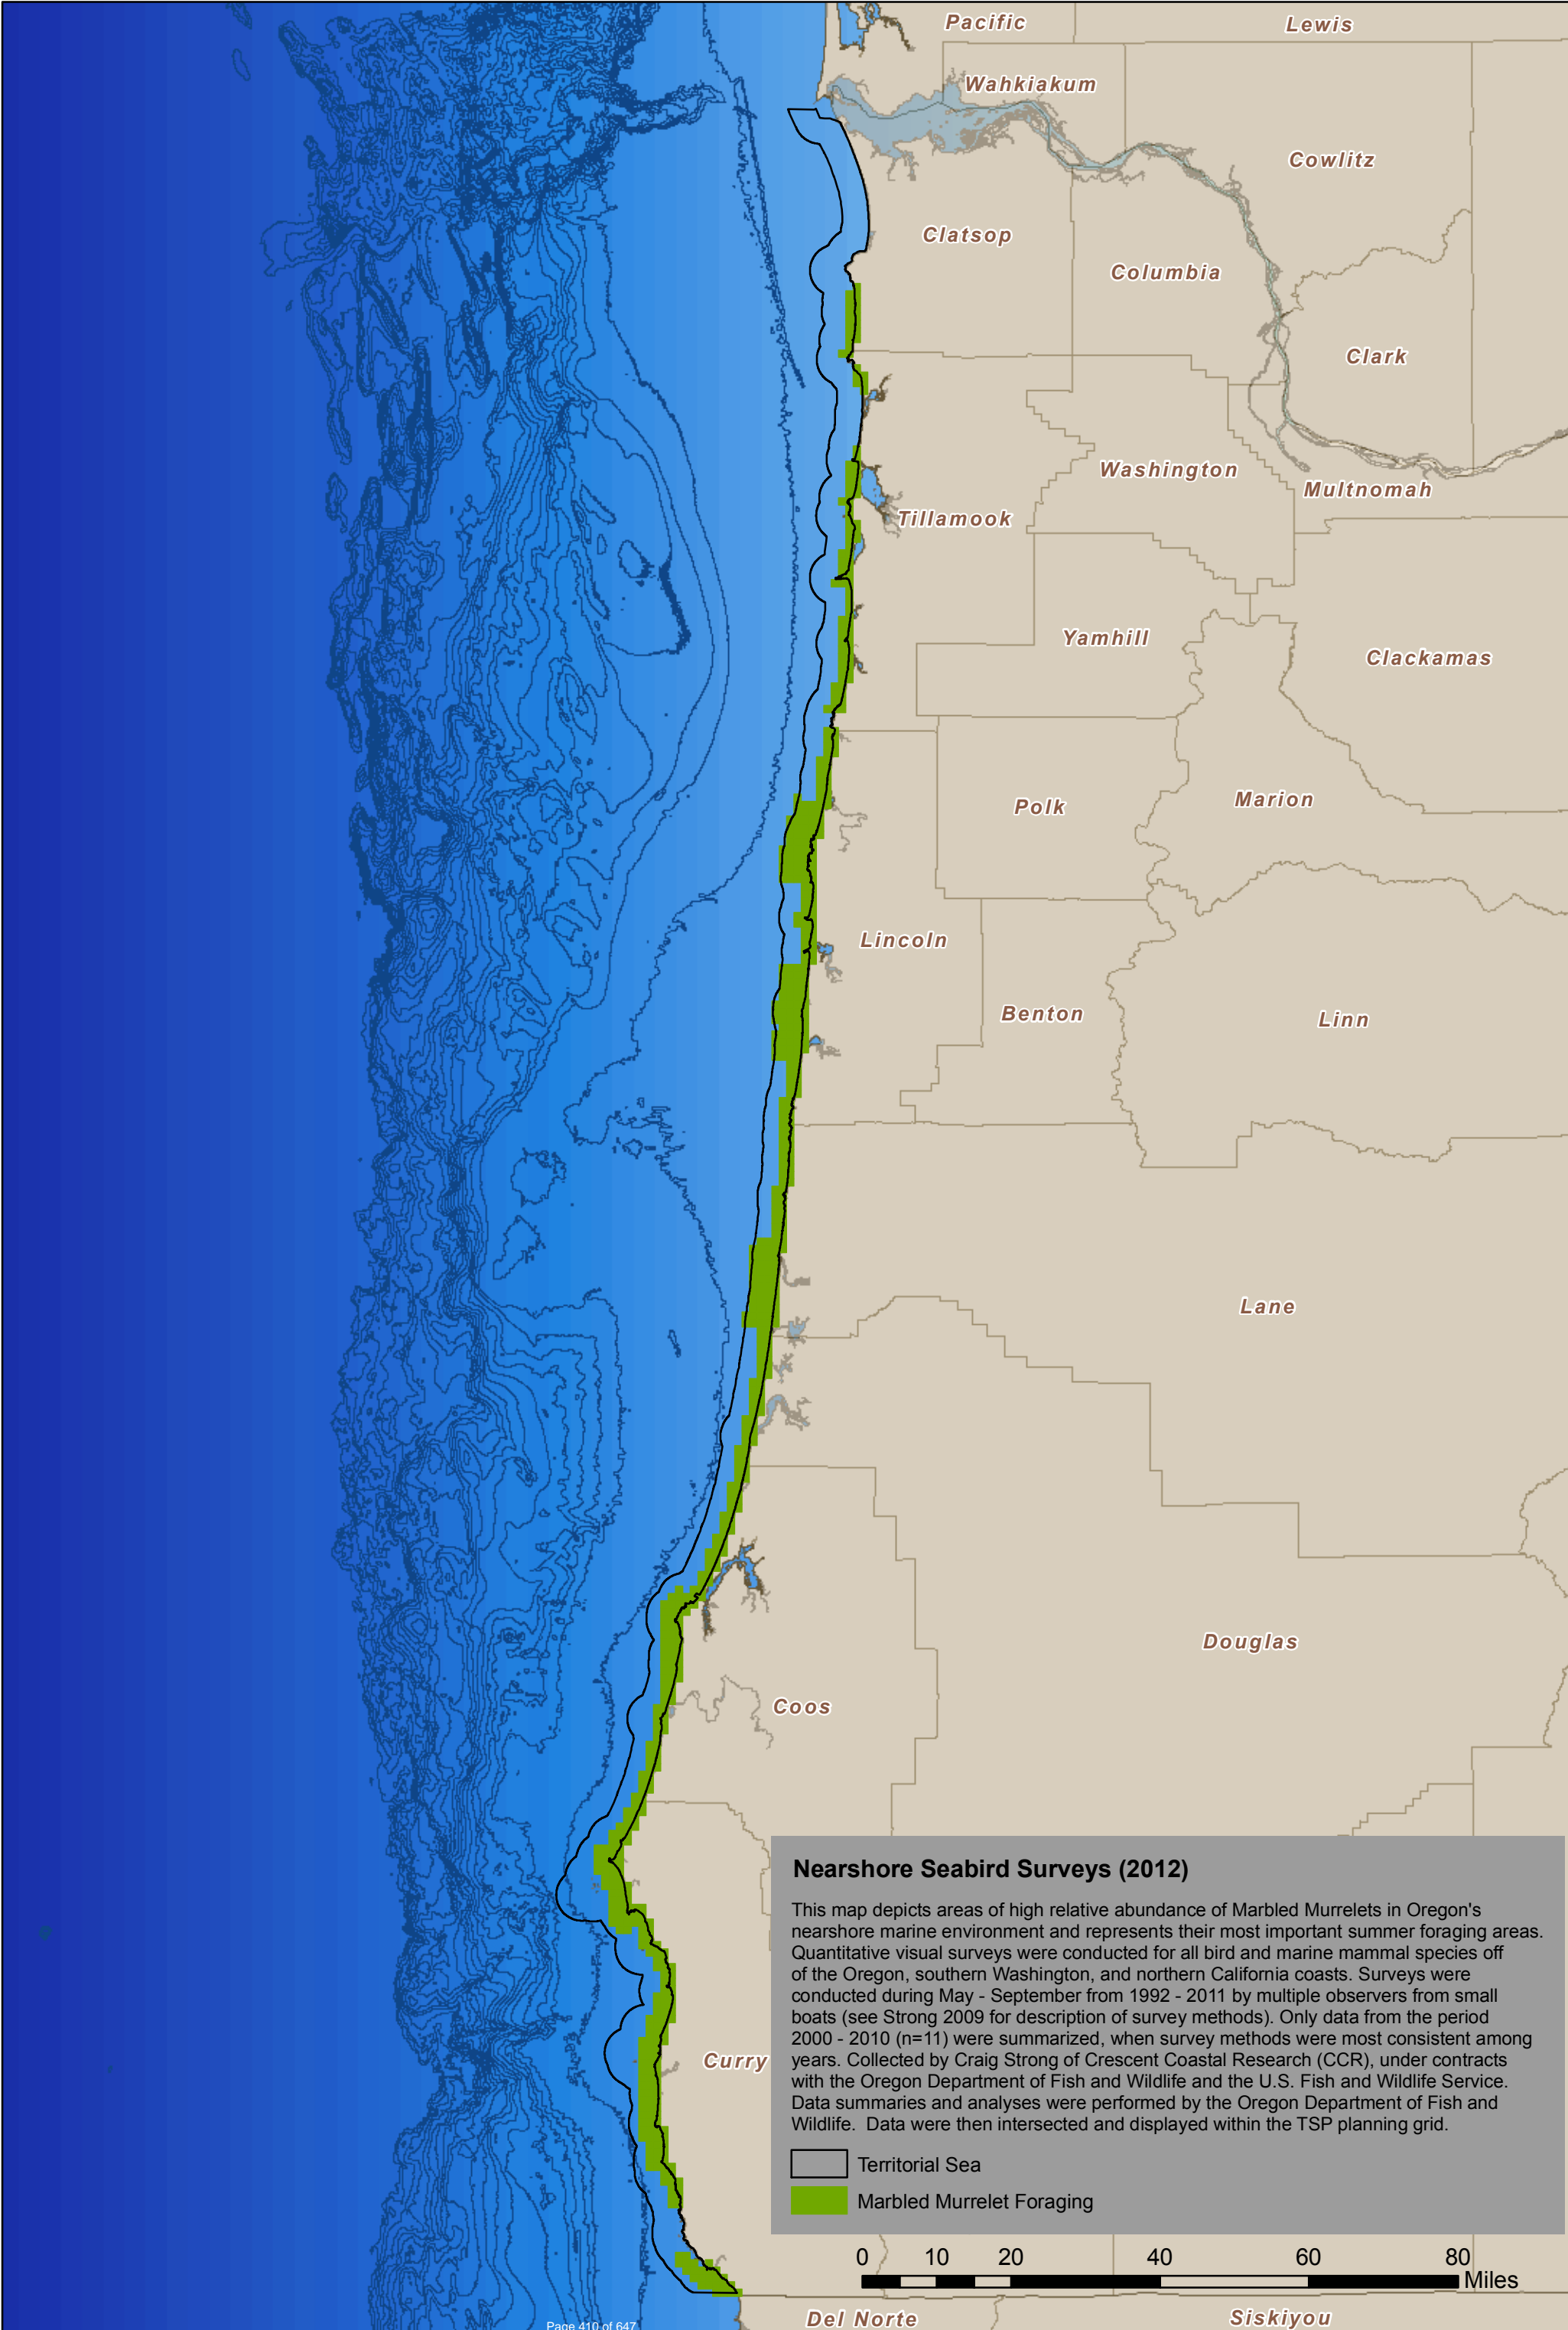 Pacific
Lewis
Wahkiakum
Cowlitz
Clatsop
Columbia
Clark
Washington
Multnomah
Tillamook
Yamhill
Clackamas
Polk
Marion
Lincoln
Benton
Linn
Lane
Douglas
Coos
Curry
Nearshore Seabird Surveys (2012)
This map depicts areas of high relative abundance of Marbled Murrelets in Oregon's
nearshore marine environment and represents their most important summer foraging areas.
Quantitative visual surveys were conducted for all bird and marine mammal species off
of the Oregon, southern Washington, and northern California coasts. Surveys were
conducted during May - September from 1992 - 2011 by multiple observers from small
boats (see Strong 2009 for description of survey methods). Only data from the period
2000 - 2010 (n=11) were summarized, when survey methods were most consistent among
years. Collected by Craig Strong of Crescent Coastal Research (CCR), under contracts
with the Oregon Department of Fish and Wildlife and the U.S. Fish and Wildlife Service.
Data summaries and analyses were performed by the Oregon Department of Fish and
Wildlife. Data were then intersected and displayed within the TSP planning grid.
Territorial Sea
Marbled Murrelet Foraging
0 10 20 40 60 80
Miles
Del Norte
Siskiyou
Page 410 of 647